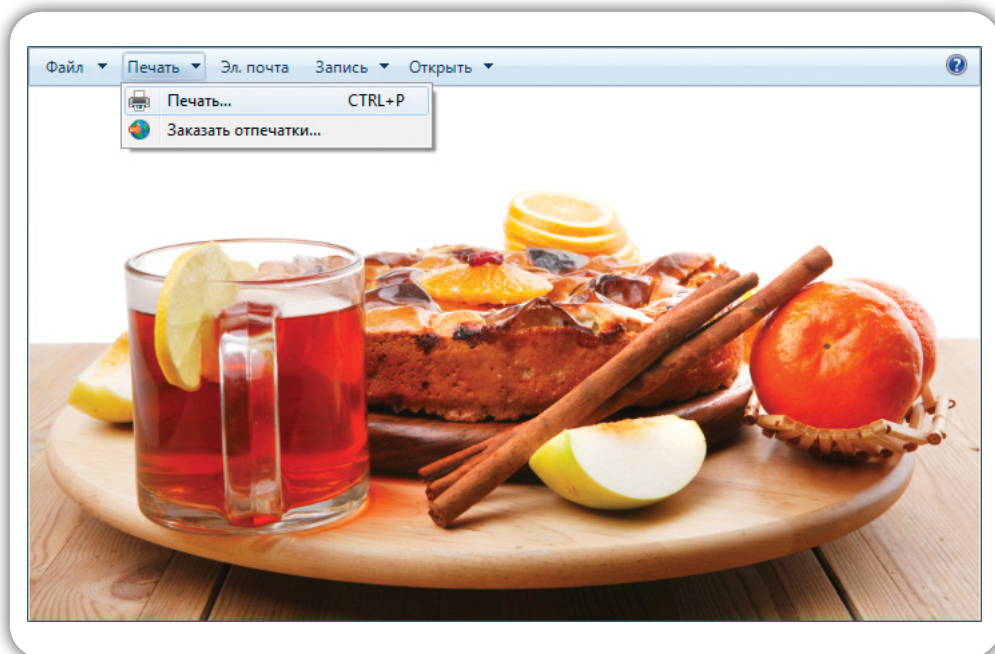 Файл Печать Эл. почта Запись Открыть
Печать... CTRL+P
Заказать отпечатки...